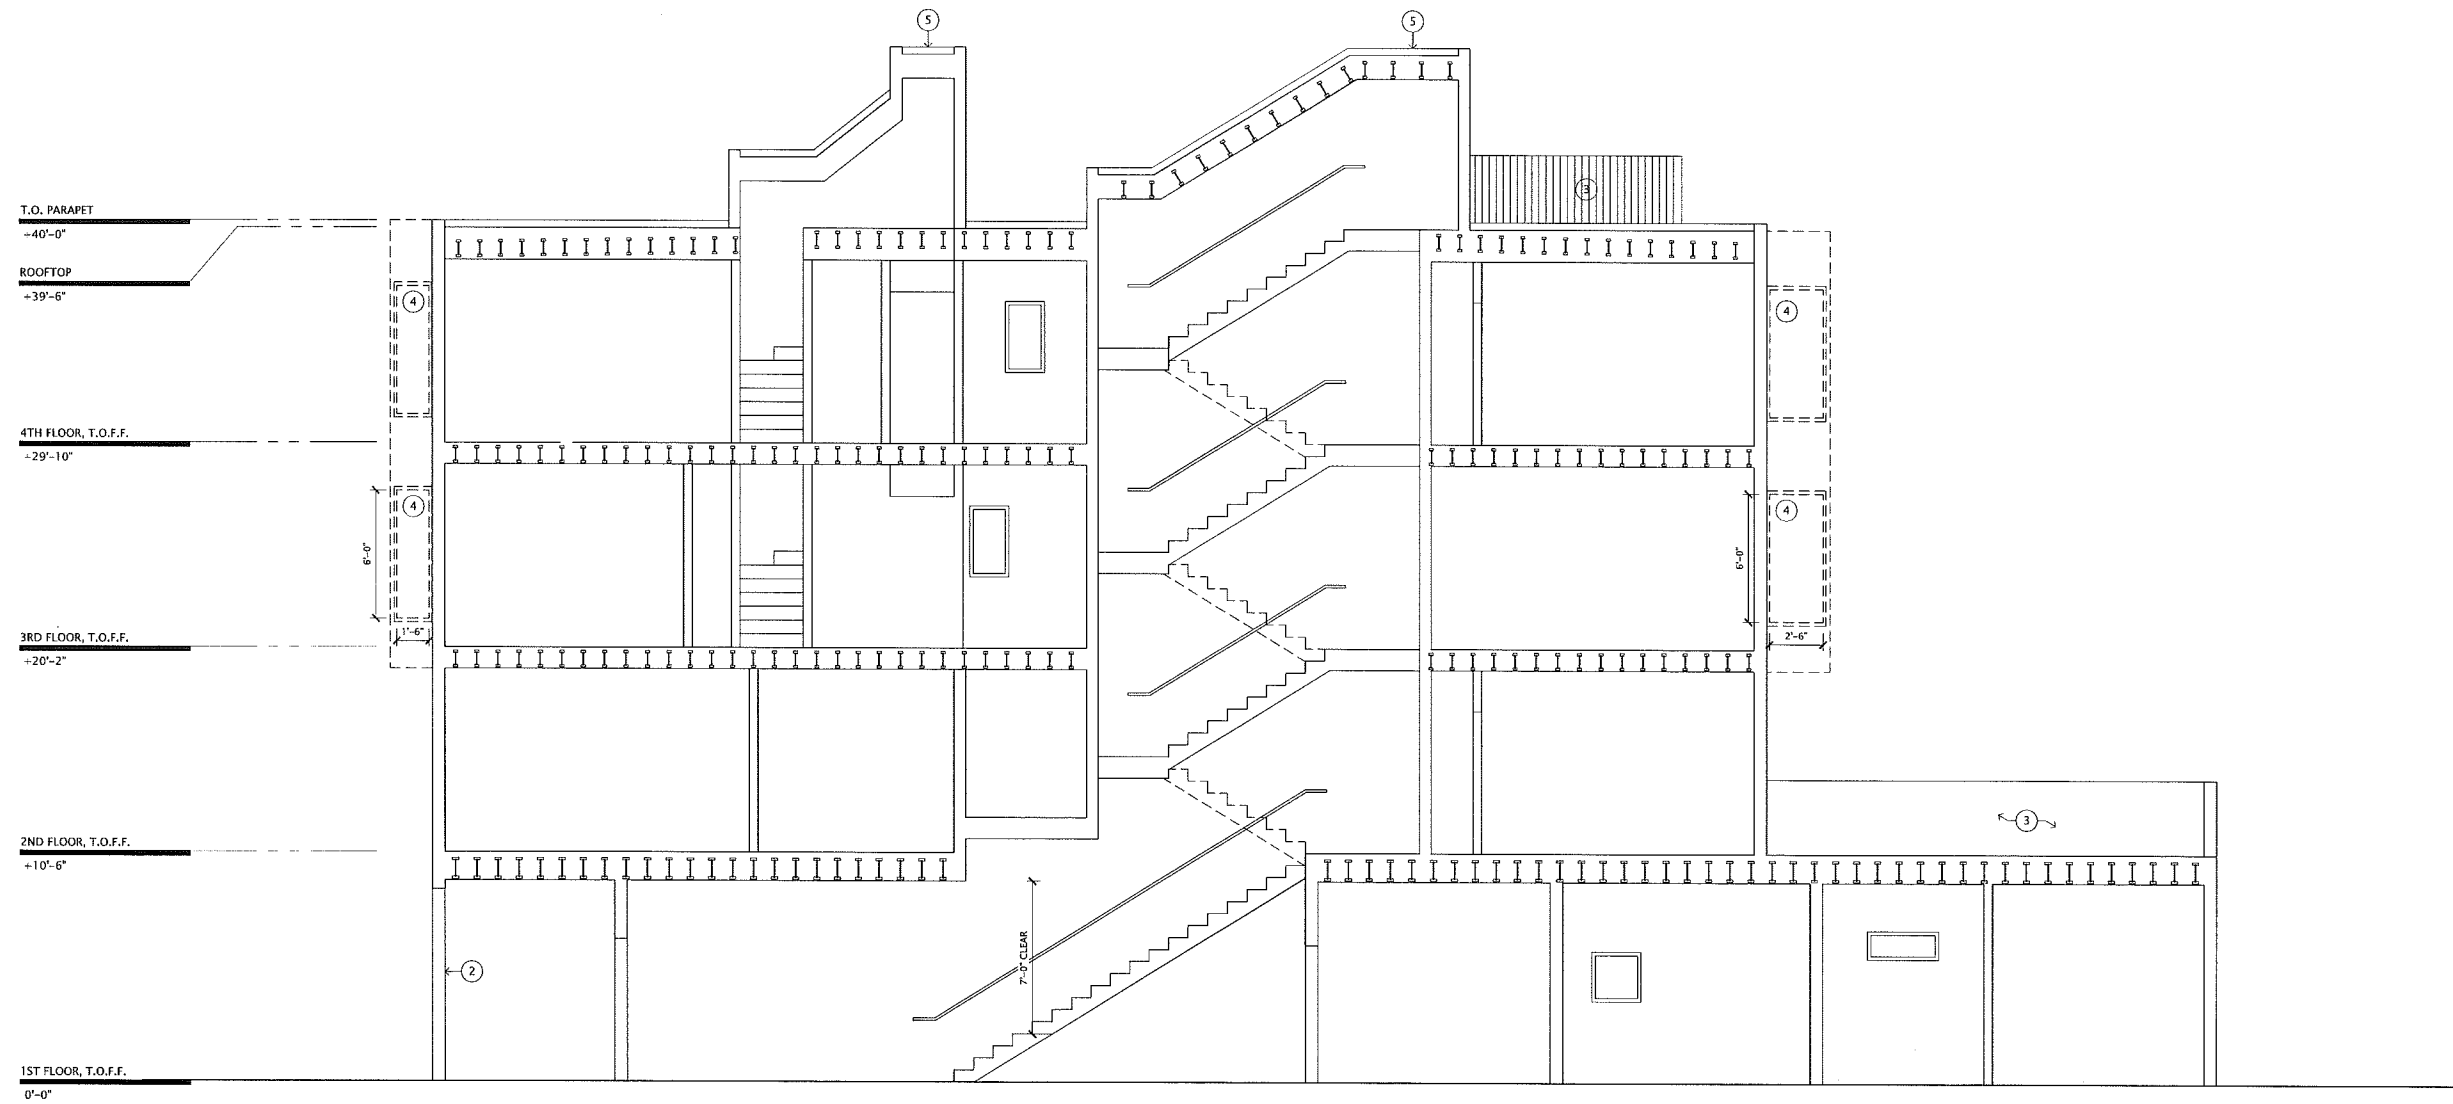 5
5
T.O. PARAPET
+40'-0"
3
ROOFTOP
+39'-6"
4
4
4TH FLOOR, T.O.F.F.
+29'-10"
4
4
6'-0"
6'-0"
3RD FLOOR, T.O.F.F.
1'-6"
2'-6"
+20'-2"
3
2ND FLOOR, T.O.F.F.
+10'-6"
7'-0" CLEAR
2
1ST FLOOR, T.O.F.F.
0'-0"